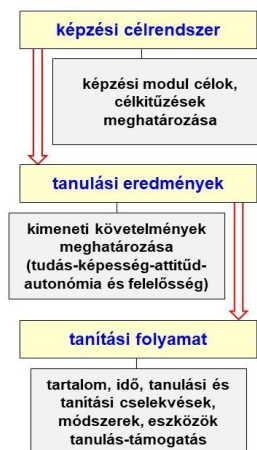 képzési célrendszer
képzési modul célok,
célkitűzések
meghatározása
tanulási eredmények
kimeneti követelmények
meghatározása
(tudás-képesség-attitűd-
autonómia és felelősség)
tanítási folyamat
tartalom, idő, tanulási és
tanítási cselekvések,
módszerek, eszközök
tanulás-támogatás